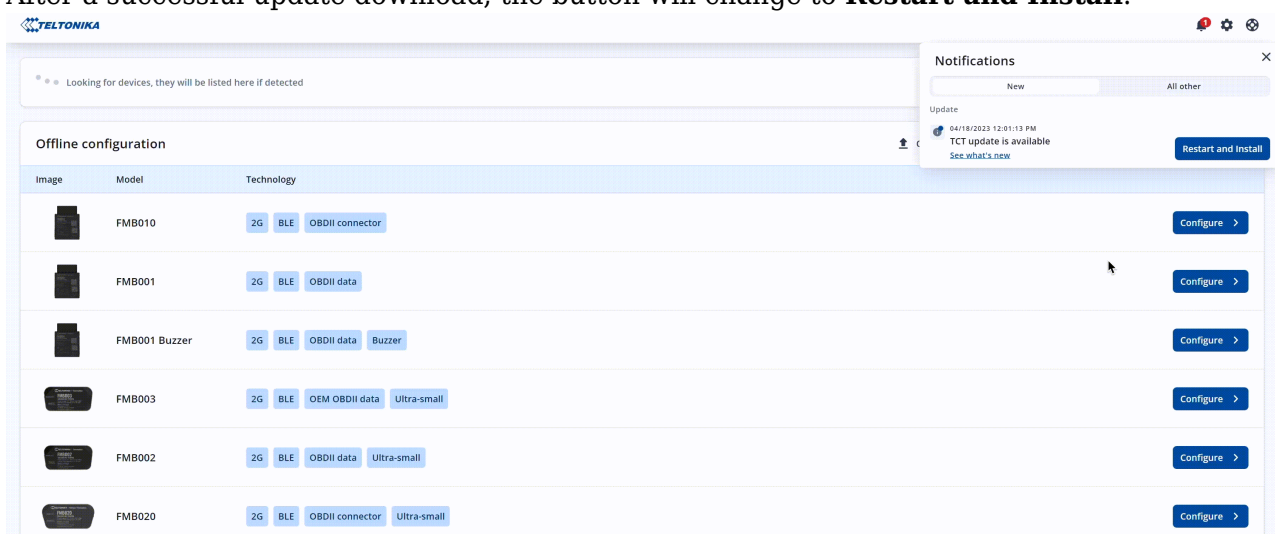 After a successful update download, the button will change to Restart and Install.
TELTONIKA
1
Looking for devices, they will be listed here if detected
Notifications
New All other
Update
04/18/2023 12:01:13 PM
TCT update is available
See what's new
Restart and Install
Offline configuration
Image Model Technology
FMB010 2G BLE OBDII connector Configure
FMB001 2G BLE OBDII data Configure
FMB001 Buzzer 2G BLE OBDII data Buzzer Configure
FMB003 2G BLE OEM OBDII data Ultra-small Configure
FMB002 2G BLE OBDII data Ultra-small Configure
FMB020 2G BLE OBDII connector Ultra-small Configure